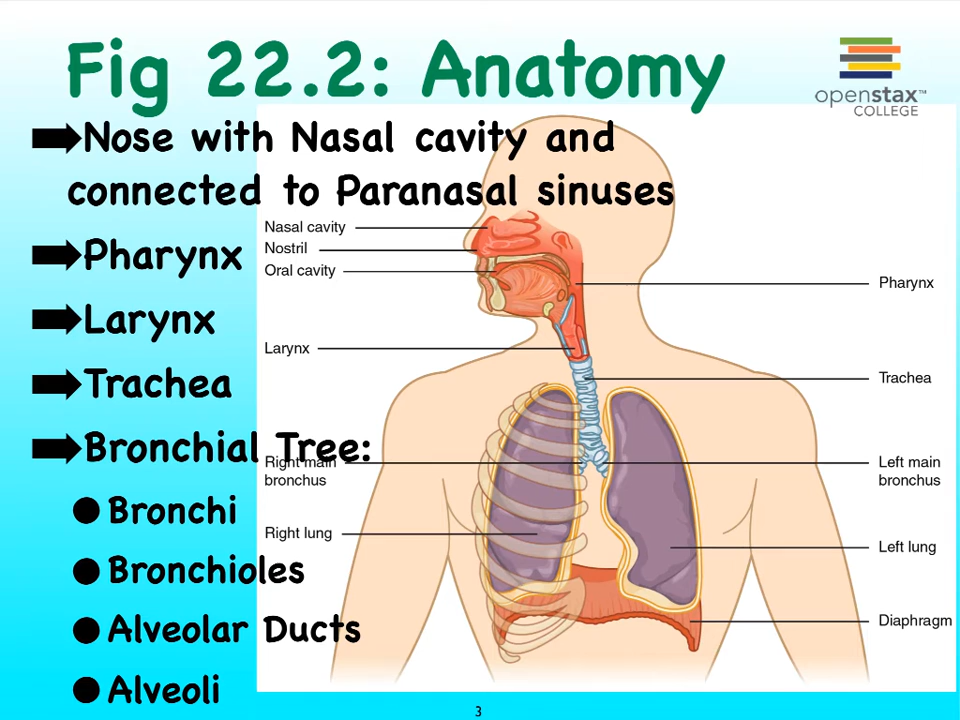 Fig 22.2: Anatomy
openstax™
COLLEGE
➡Nose with Nasal cavity and
connected to Paranasal sinuses
➡Pharynx
➡Larynx
➡Trachea
➡Bronchial Tree:
●Bronchi
●Bronchioles
●Alveolar Ducts
●Alveoli
Nasal cavity
Nostril
Oral cavity
Larynx
Right main
bronchus
Right lung
Pharynx
Trachea
Left main
bronchus
Left lung
Diaphragm
3